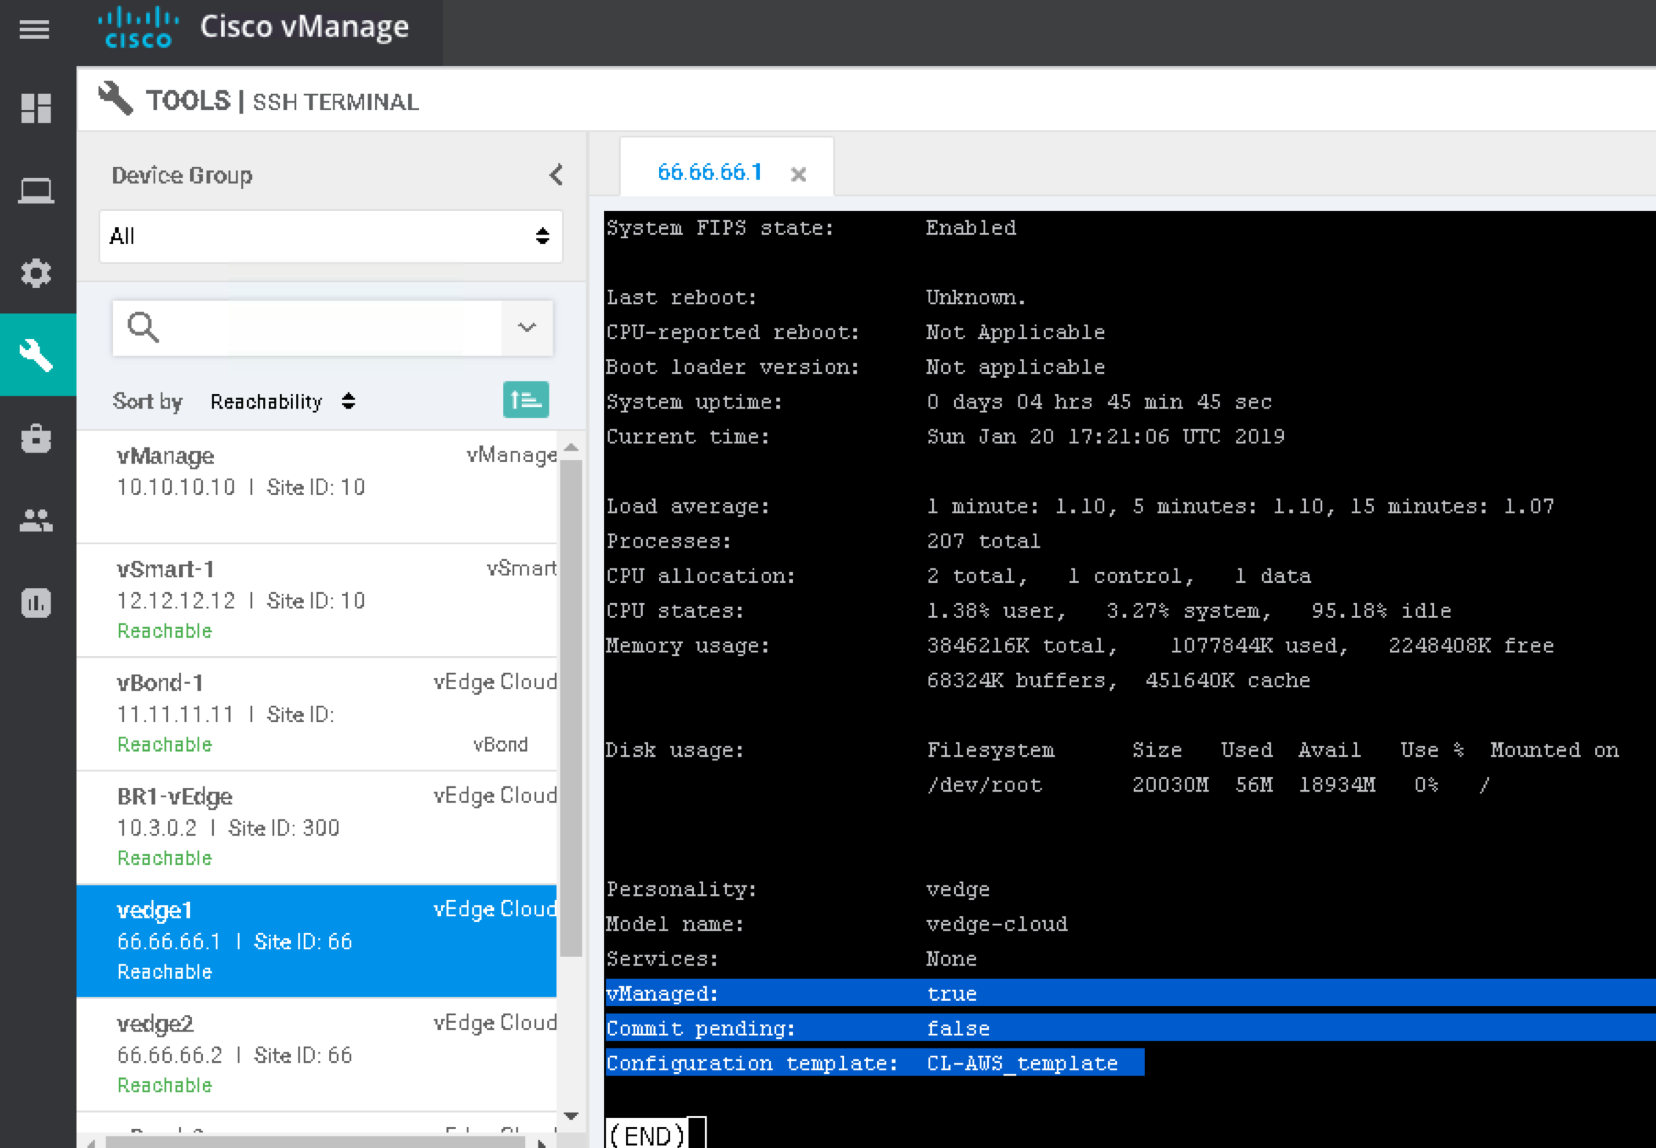 cisco Cisco vManage
TOOLS | SSH TERMINAL
Device Group
All
Sort by Reachability
vManage vManage
10.10.10.10 | Site ID: 10
vSmart-1 vSmart
12.12.12.12 | Site ID: 10
Reachable
vBond-1 vEdge Cloud
11.11.11.11 | Site ID:
Reachable vBond
BR1-vEdge vEdge Cloud
10.3.0.2 | Site ID: 300
Reachable
vedge1 vEdge Cloud
66.66.66.1 | Site ID: 66
Reachable
vedge2 vEdge Cloud
66.66.66.2 | Site ID: 66
Reachable
66.66.66.1 ×
System FIPS state: Enabled
Last reboot: Unknown.
CPU-reported reboot: Not Applicable
Boot loader version: Not applicable
System uptime: 0 days 04 hrs 45 min 45 sec
Current time: Sun Jan 20 17:21:06 UTC 2019
Load average: 1 minute: 1.10, 5 minutes: 1.10, 15 minutes: 1.07
Processes: 207 total
CPU allocation: 2 total, 1 control, 1 data
CPU states: 1.38% user, 3.27% system, 95.18% idle
Memory usage: 3846216K total, 1077844K used, 2248408K free
68324K buffers, 451640K cache
Disk usage: Filesystem Size Used Avail Use % Mounted on
/dev/root 20030M 56M 18934M 0% /
Personality: vedge
Model name: vedge-cloud
Services: None
vManaged: true
Commit pending: false
Configuration template: CL-AWS_template
(END)